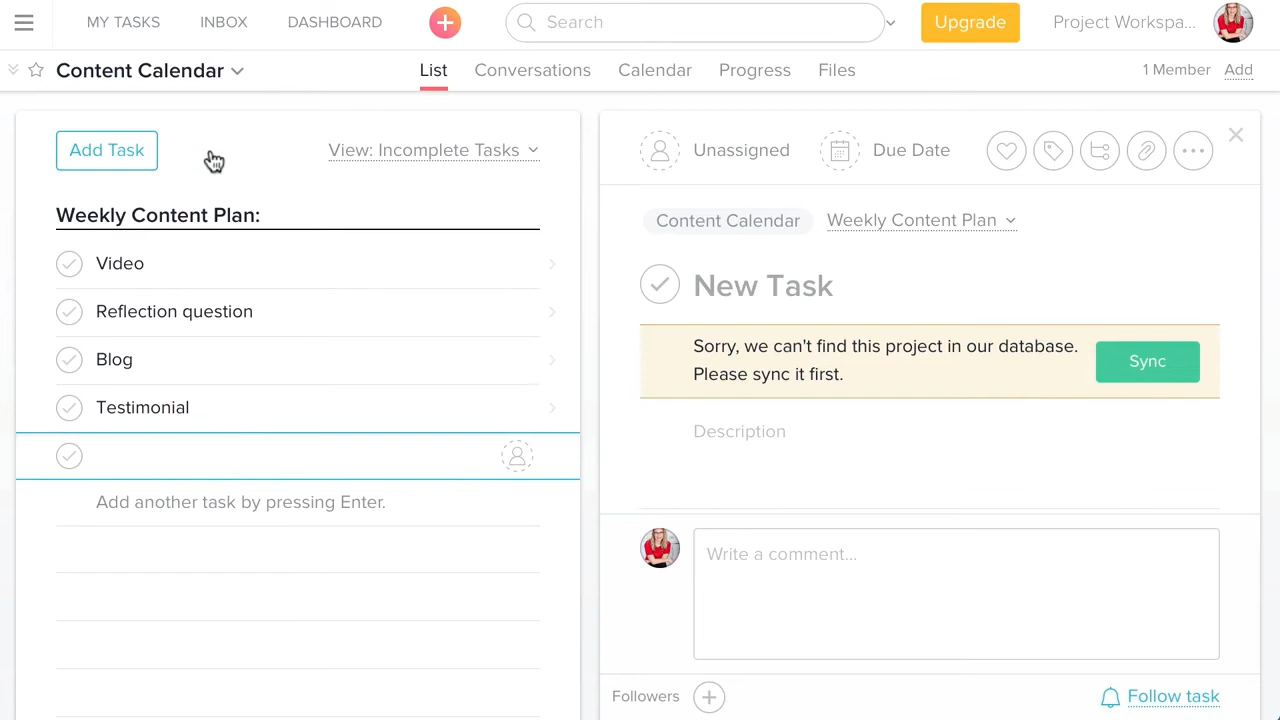 MY TASKS INBOX DASHBOARD Search Upgrade Project Workspa...
Content Calendar List Conversations Calendar Progress Files 1 Member Add
Add Task View: Incomplete Tasks
Weekly Content Plan:
Video
Reflection question
Blog
Testimonial
Add another task by pressing Enter.
Unassigned Due Date
Content Calendar Weekly Content Plan
New Task
Sorry, we can't find this project in our database.
Please sync it first.
Sync
Description
Write a comment...
Followers Follow task